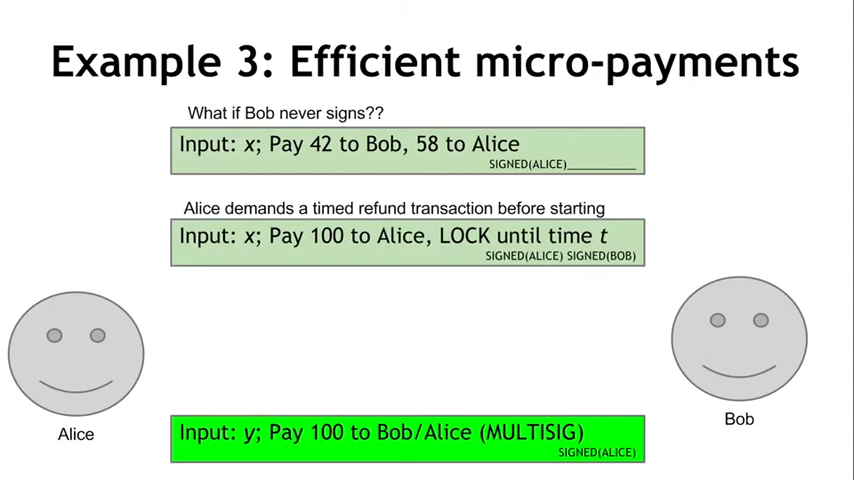 Example 3: Efficient micro-payments
What if Bob never signs??
Input: x; Pay 42 to Bob, 58 to Alice
SIGNED(ALICE)__________
Alice demands a timed refund transaction before starting
Input: x; Pay 100 to Alice, LOCK until time t
SIGNED(ALICE) SIGNED(BOB)
Alice
Bob
Input: y; Pay 100 to Bob/Alice (MULTISIG)
SIGNED(ALICE)